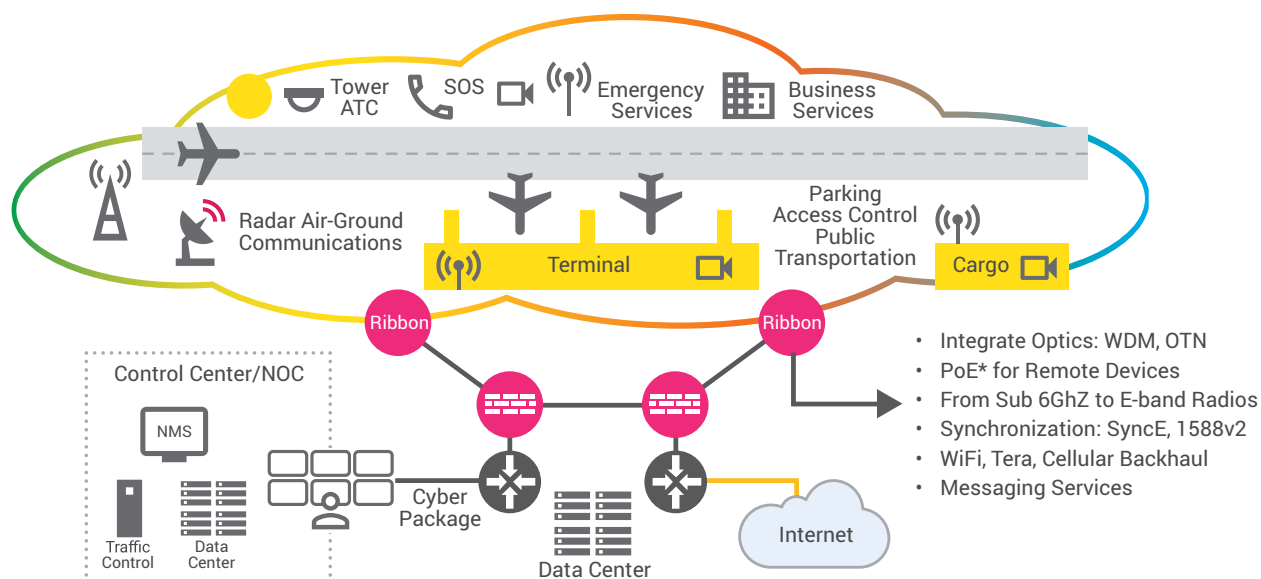 Tower
ATC
SOS
Emergency
Services
Business
Services
Radar Air-Ground
Communications
Terminal
Parking
Access Control
Public
Transportation
Cargo
Ribbon
Ribbon
• Integrate Optics: WDM, OTN
• PoE* for Remote Devices
• From Sub 6GhZ to E-band Radios
• Synchronization: SyncE, 1588v2
• WiFi, Tera, Cellular Backhaul
• Messaging Services
Control Center/NOC
NMS
Traffic
Control
Data
Center
Cyber
Package
Data Center
Internet